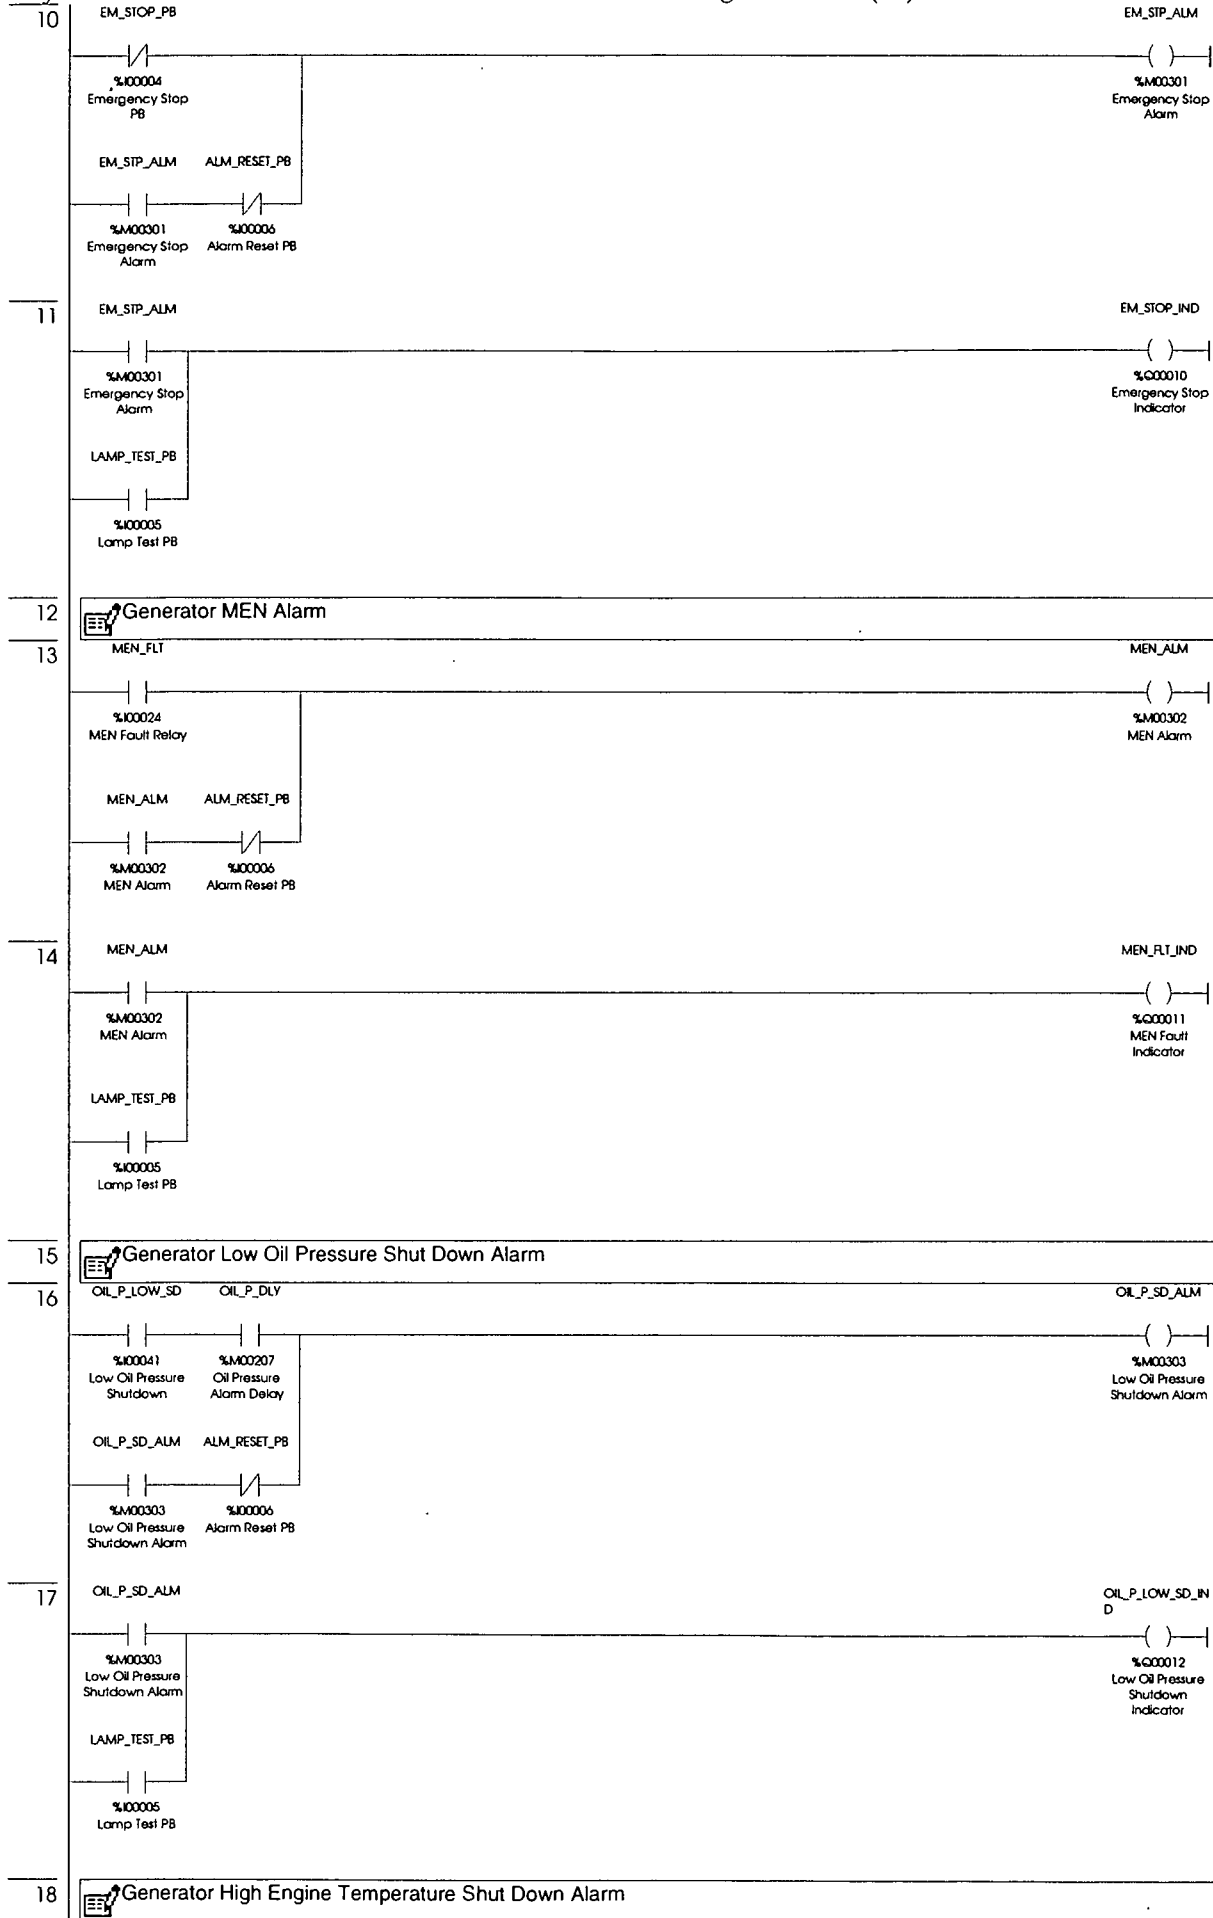 10
EM_STOP_PB
EM_STP_ALM
%I00004
Emergency Stop
PB
%M00301
Emergency Stop
Alarm
EM_STP_ALM ALM_RESET_PB
%M00301
Emergency Stop
Alarm
%I00006
Alarm Reset PB
11
EM_STP_ALM
EM_STOP_IND
%M00301
Emergency Stop
Alarm
%Q00010
Emergency Stop
Indicator
LAMP_TEST_PB
%I00005
Lamp Test PB
12
Generator MEN Alarm
13
MEN_FLT
MEN_ALM
%I00024
MEN Fault Relay
%M00302
MEN Alarm
MEN_ALM ALM_RESET_PB
%M00302
MEN Alarm
%I00006
Alarm Reset PB
14
MEN_ALM
MEN_FLT_IND
%M00302
MEN Alarm
%Q00011
MEN Fault
Indicator
LAMP_TEST_PB
%I00005
Lamp Test PB
15
Generator Low Oil Pressure Shut Down Alarm
16
OIL_P_LOW_SD OIL_P_DLY
OIL_P_SD_ALM
%I00041
Low Oil Pressure
Shutdown
%M00207
Oil Pressure
Alarm Delay
%M00303
Low Oil Pressure
Shutdown Alarm
OIL_P_SD_ALM ALM_RESET_PB
%M00303
Low Oil Pressure
Shutdown Alarm
%I00006
Alarm Reset PB
17
OIL_P_SD_ALM
OIL_P_LOW_SD_IN
D
%M00303
Low Oil Pressure
Shutdown Alarm
%Q00012
Low Oil Pressure
Shutdown
Indicator
LAMP_TEST_PB
%I00005
Lamp Test PB
18
Generator High Engine Temperature Shut Down Alarm